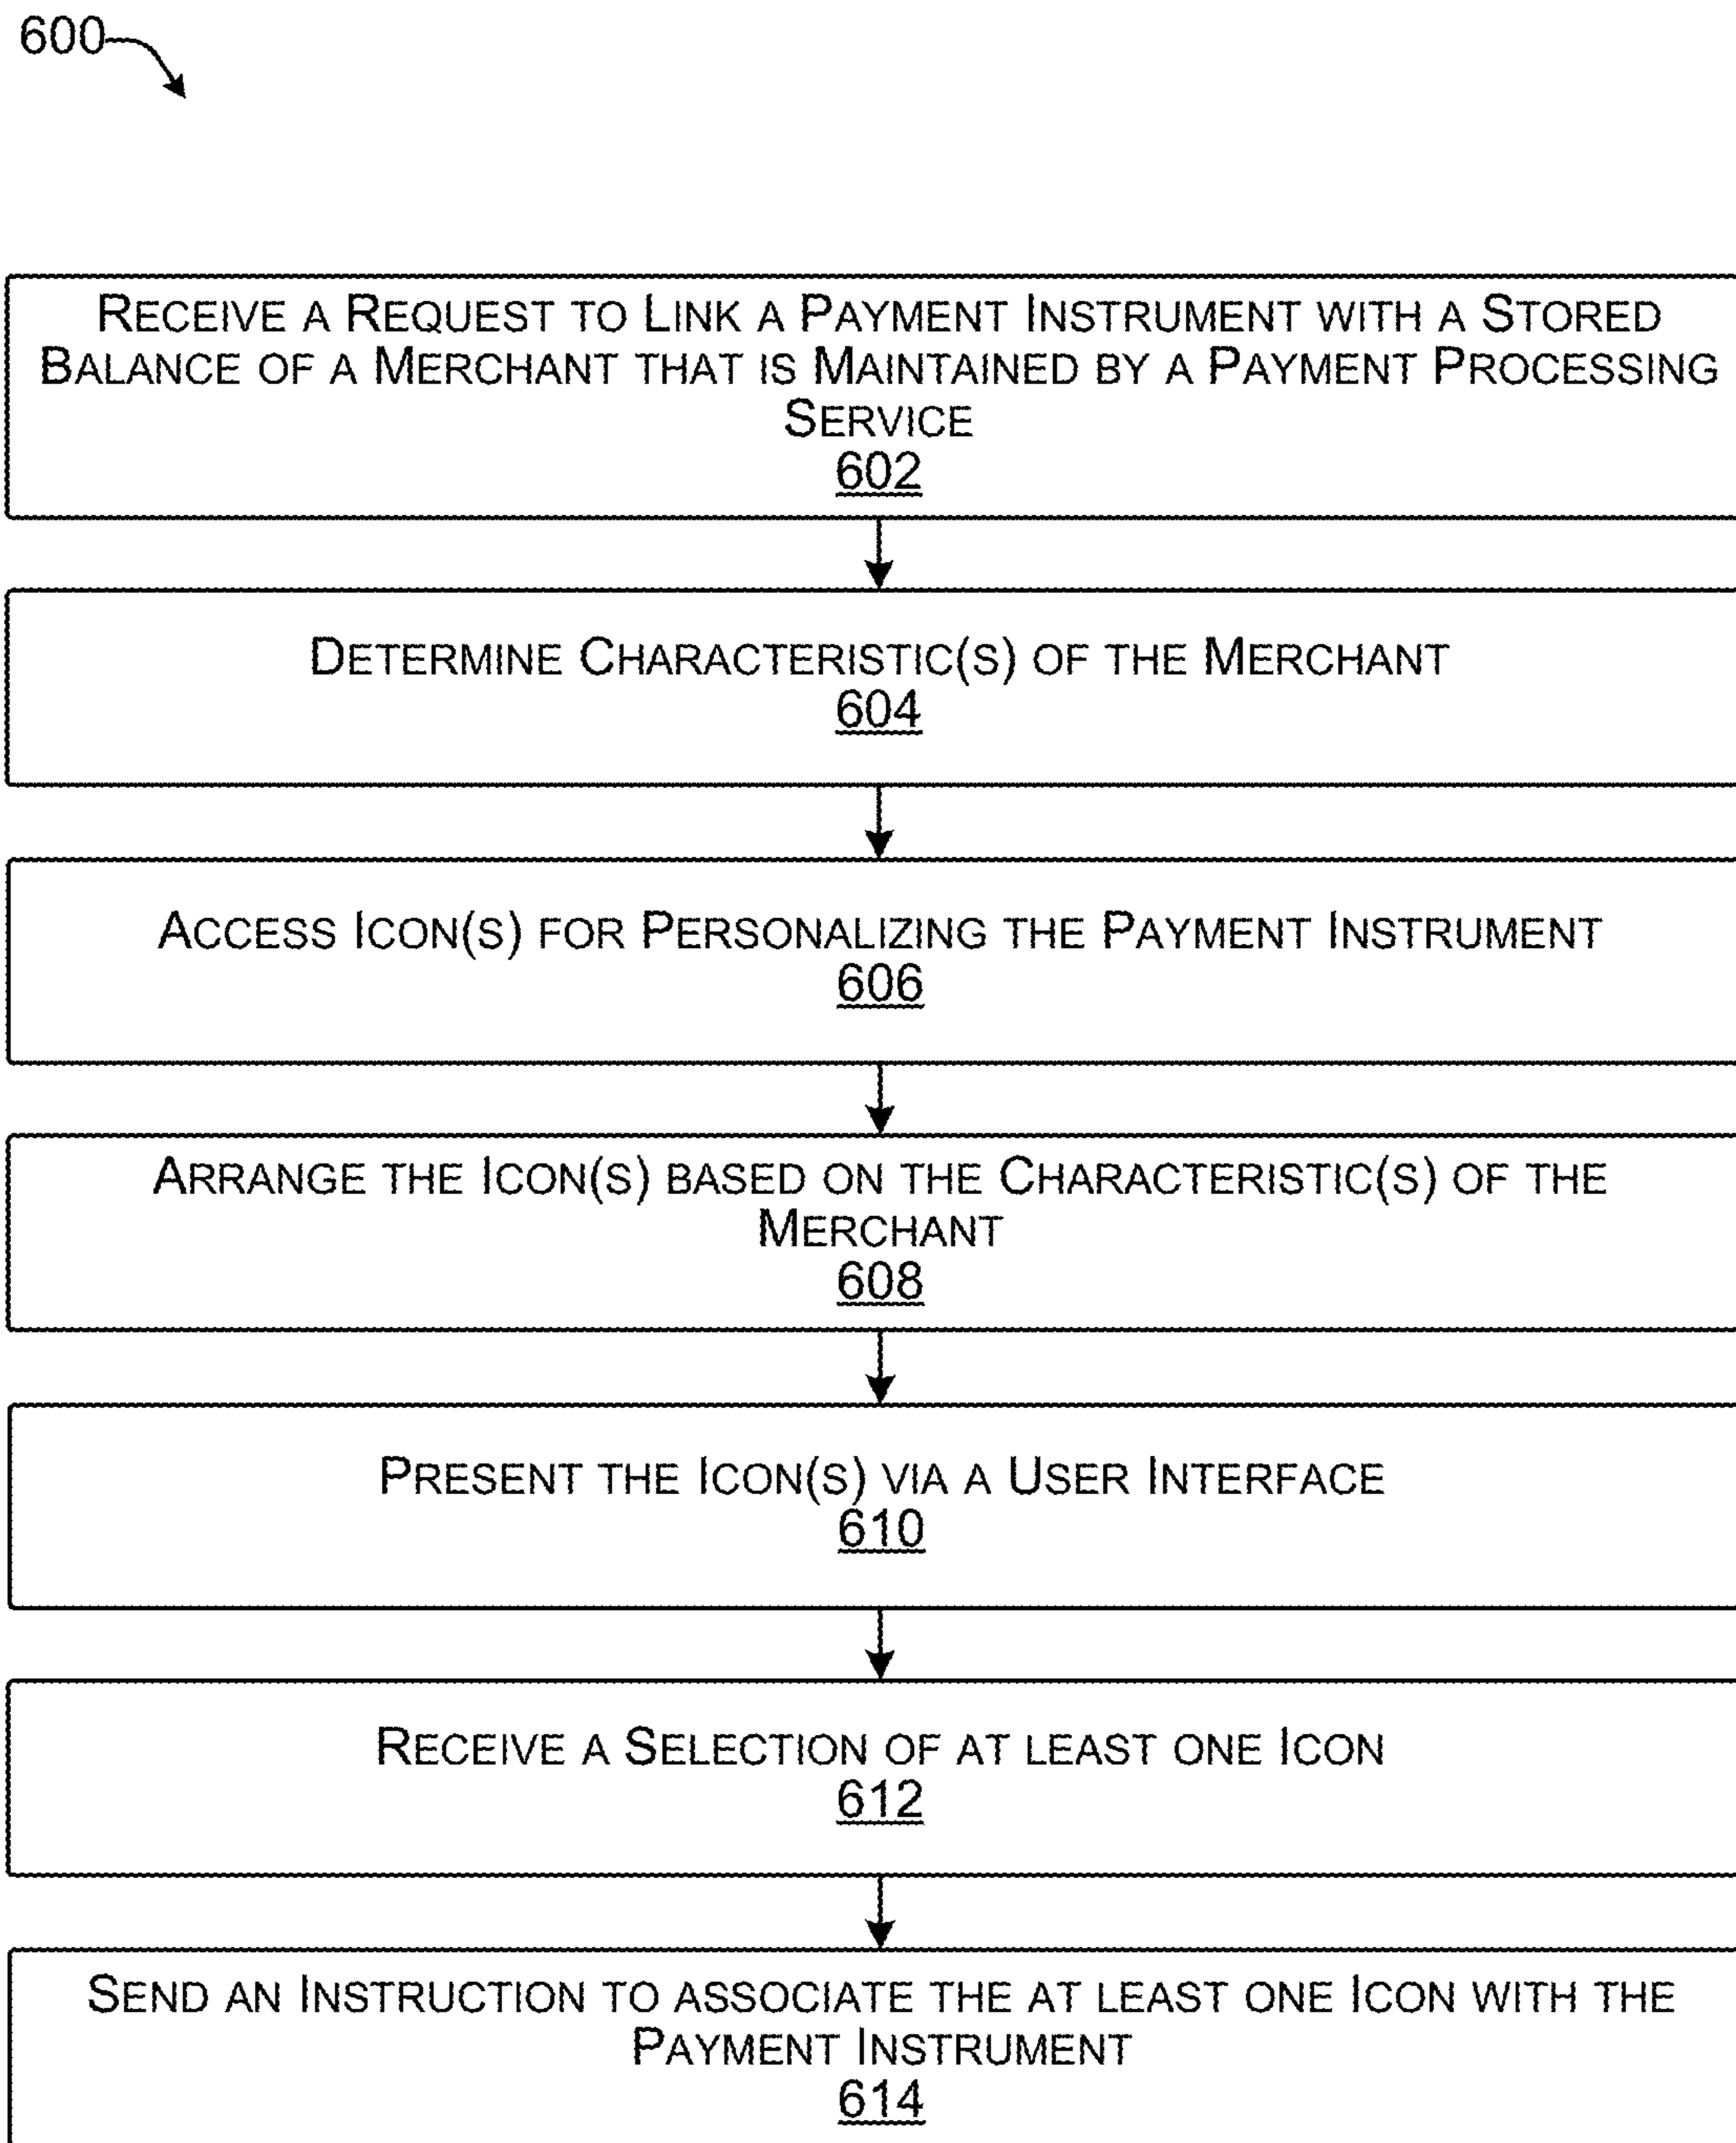 600
RECEIVE A REQUEST TO LINK A PAYMENT INSTRUMENT WITH A STORED
BALANCE OF A MERCHANT THAT IS MAINTAINED BY A PAYMENT PROCESSING
SERVICE
602
DETERMINE CHARACTERISTIC(S) OF THE MERCHANT
604
ACCESS ICON(S) FOR PERSONALIZING THE PAYMENT INSTRUMENT
606
ARRANGE THE ICON(S) BASED ON THE CHARACTERISTIC(S) OF THE
MERCHANT
608
PRESENT THE ICON(S) VIA A USER INTERFACE
610
RECEIVE A SELECTION OF AT LEAST ONE ICON
612
SEND AN INSTRUCTION TO ASSOCIATE THE AT LEAST ONE ICON WITH THE
PAYMENT INSTRUMENT
614